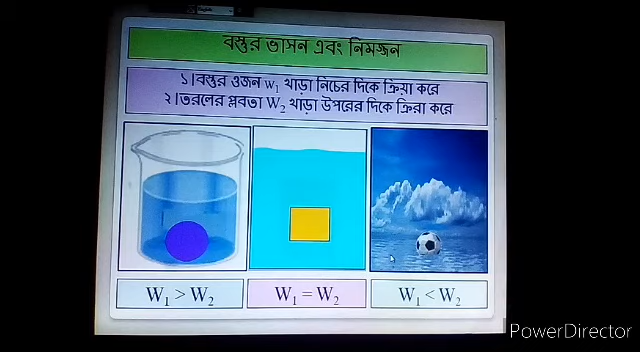 বস্তুর ভাসন এবং নিমজ্জন
১।বস্তুর ওজন W₁ খাড়া নিচের দিকে ক্রিয়া করে
২।তরলের প্লবতা W₂ খাড়া উপরের দিকে ক্রিয়া করে
W₁ > W₂
W₁ = W₂
W₁ < W₂
PowerDirector